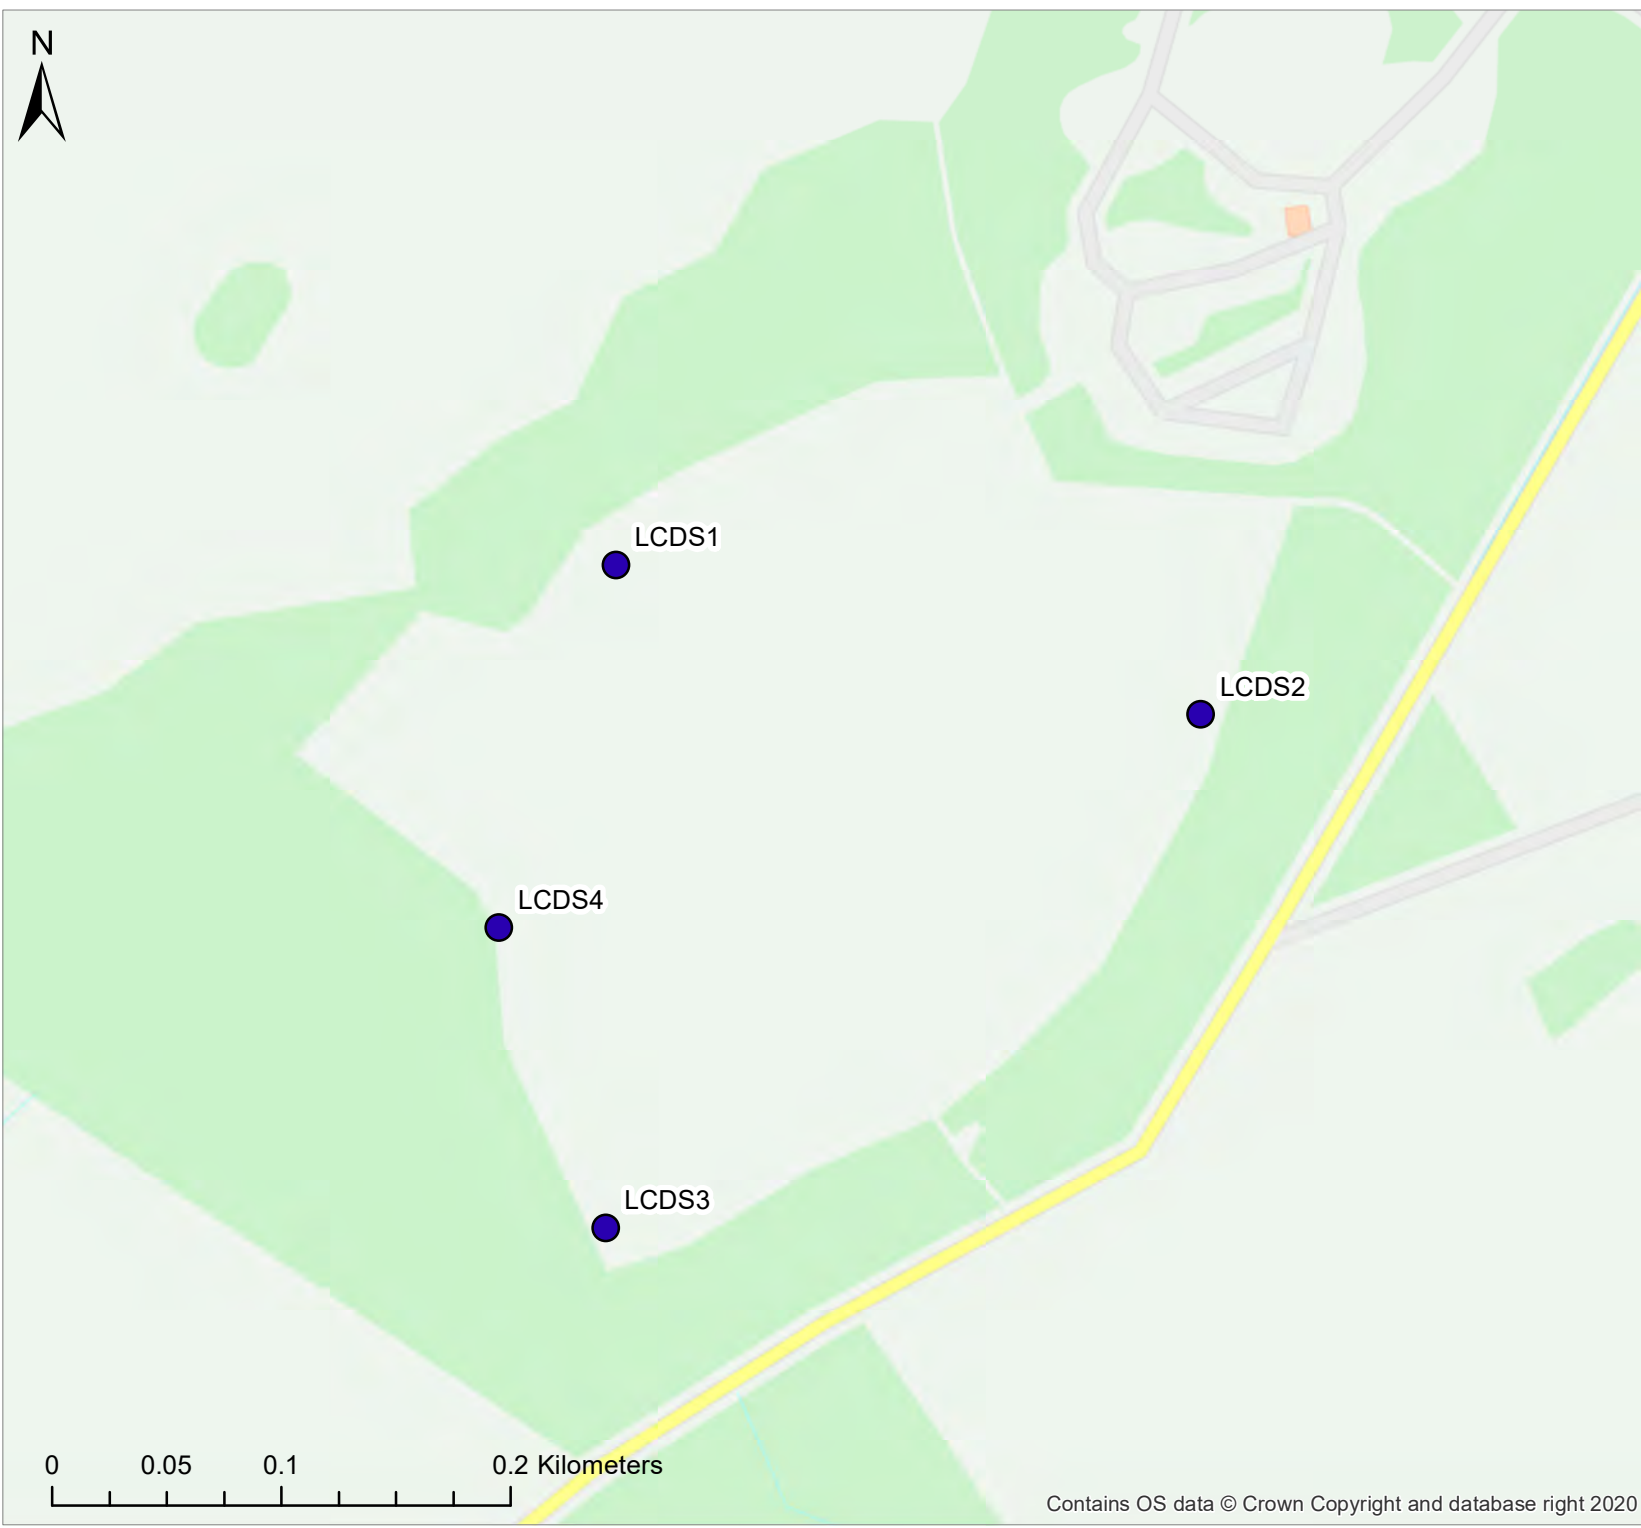 N
LCDS1
LCDS2
LCDS4
LCDS3
0 0.05 0.1 0.2 Kilometers
Contains OS data © Crown Copyright and database right 2020